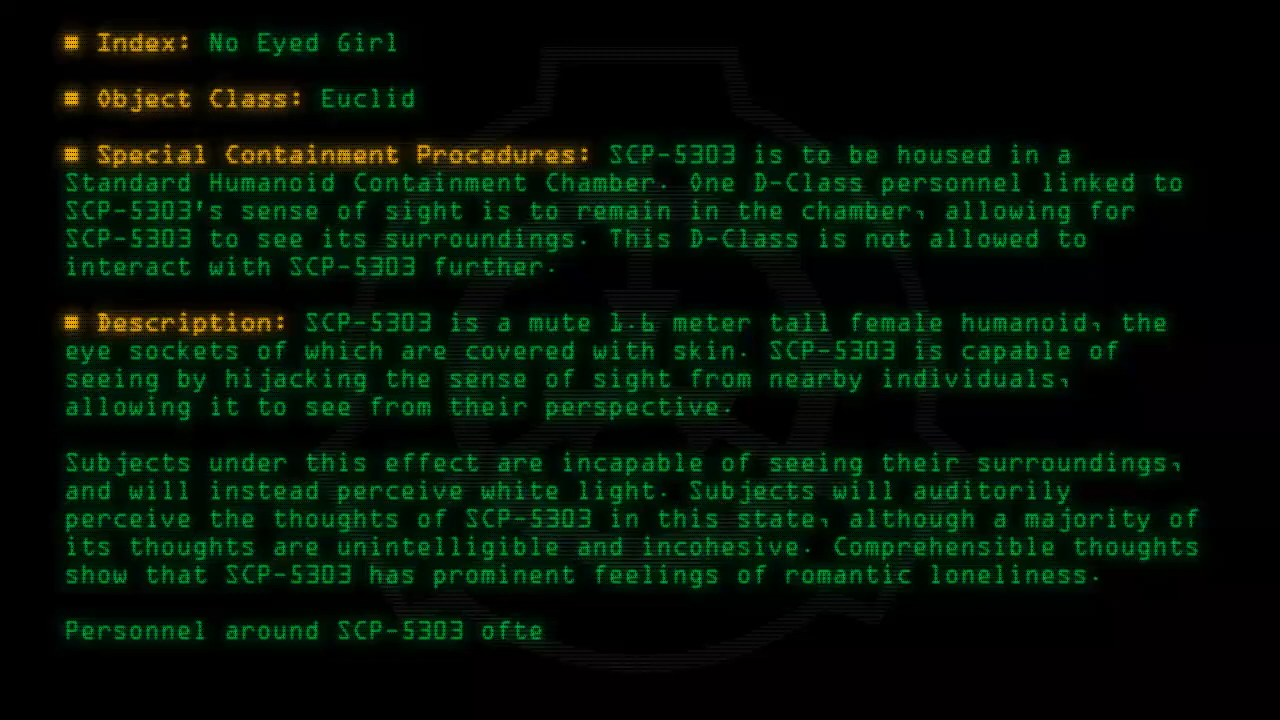 ■ Index: No Eyed Girl
■ Object Class: Euclid
■ Special Containment Procedures: SCP-5303 is to be housed in a
Standard Humanoid Containment Chamber. One D-Class personnel linked to
SCP-5303's sense of sight is to remain in the chamber, allowing for
SCP-5303 to see its surroundings. This D-Class is not allowed to
interact with SCP-5303 further.
■ Description: SCP-5303 is a mute 1.6 meter tall female humanoid, the
eye sockets of which are covered with skin. SCP-5303 is capable of
seeing by hijacking the sense of sight from nearby individuals,
allowing it to see from their perspective.
Subjects under this effect are incapable of seeing their surroundings,
and will instead perceive white light. Subjects will auditorily
perceive the thoughts of SCP-5303 in this state, although a majority of
its thoughts are unintelligible and incohesive. Comprehensible thoughts
show that SCP-5303 has prominent feelings of romantic loneliness.
Personnel around SCP-5303 ofte